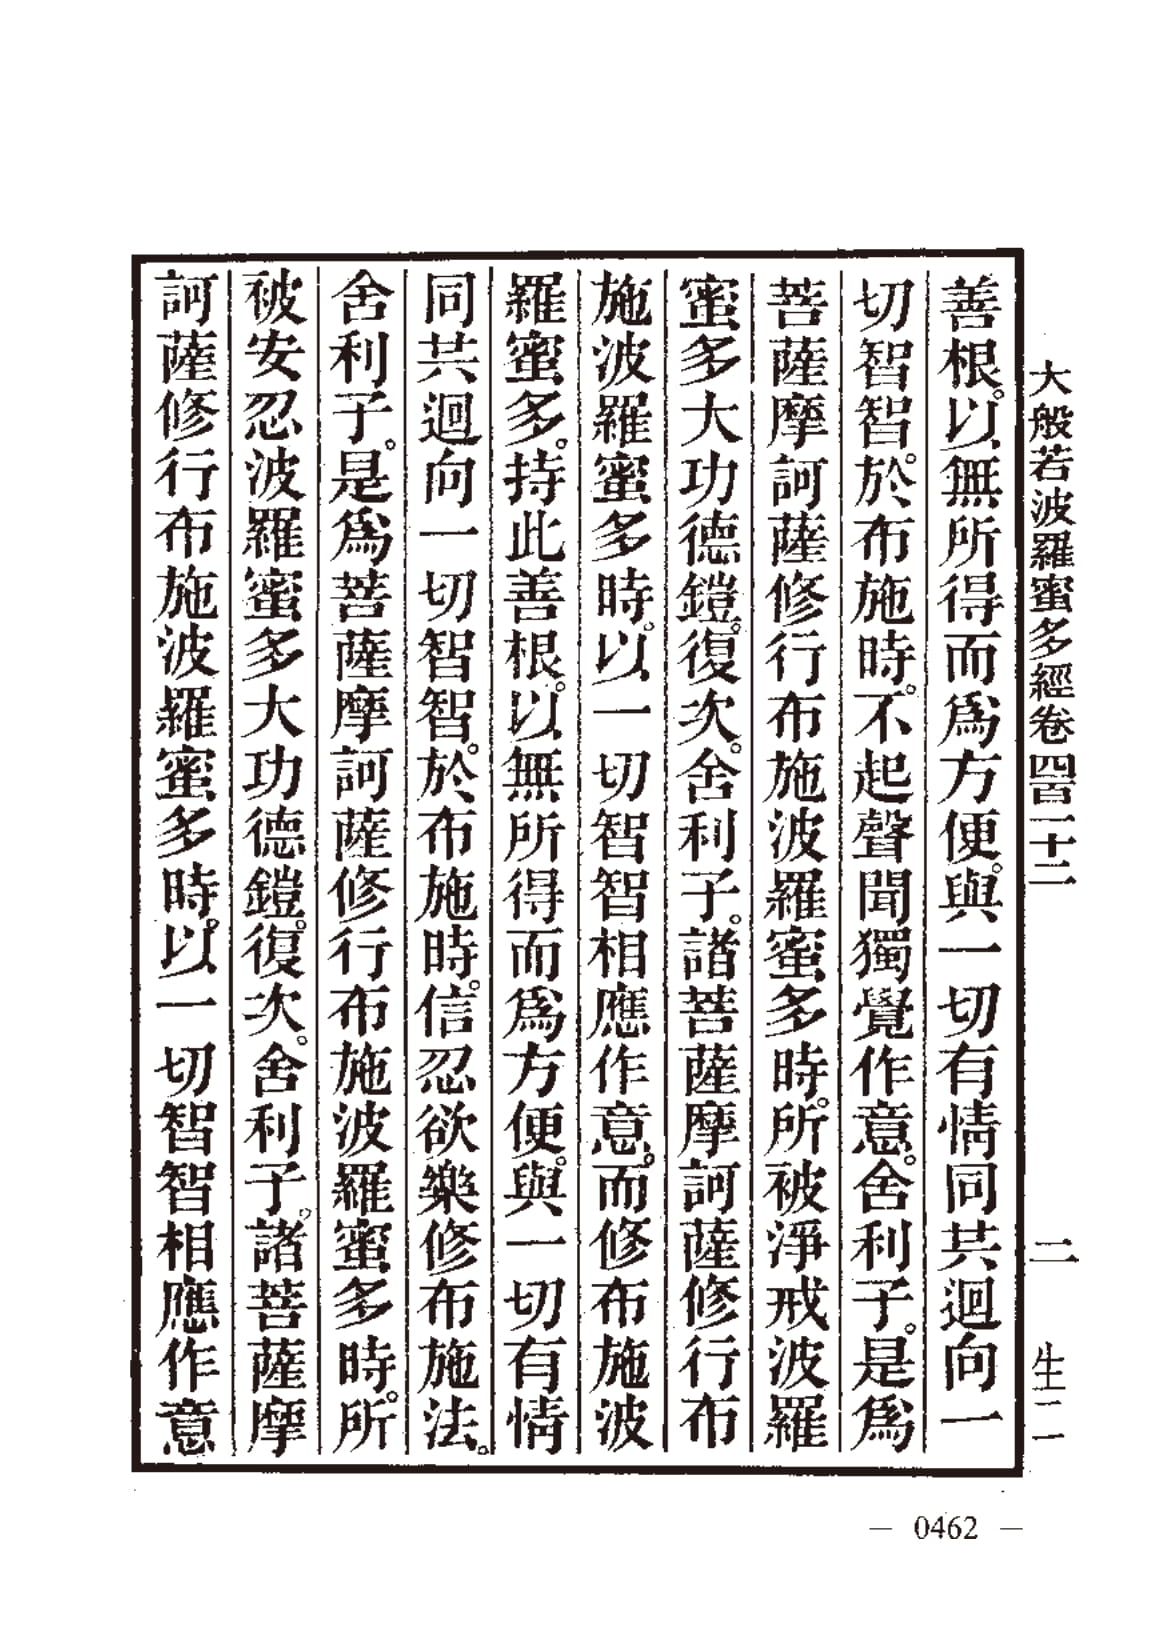 大般若波羅蜜多經卷四百一十二　二　生二一
善根。以無所得而爲方便。與一切有情同共迴向一
切智智。於布施時。不起聲聞獨覺作意。舍利子。是爲
菩薩摩訶薩修行布施波羅蜜多時。所被淨戒波羅
蜜多大功德鎧。復次。舍利子。諸菩薩摩訶薩修行布
施波羅蜜多時。以一切智智相應作意。而修布施波
羅蜜多。持此善根。以無所得而爲方便。與一切有情
同共迴向一切智智。於布施時。信忍欲樂修布施法。
舍利子。是爲菩薩摩訶薩修行布施波羅蜜多時。所
被安忍波羅蜜多大功德鎧。復次。舍利子。諸菩薩摩
訶薩修行布施波羅蜜多時。以一切智智相應作意
— 0462 —